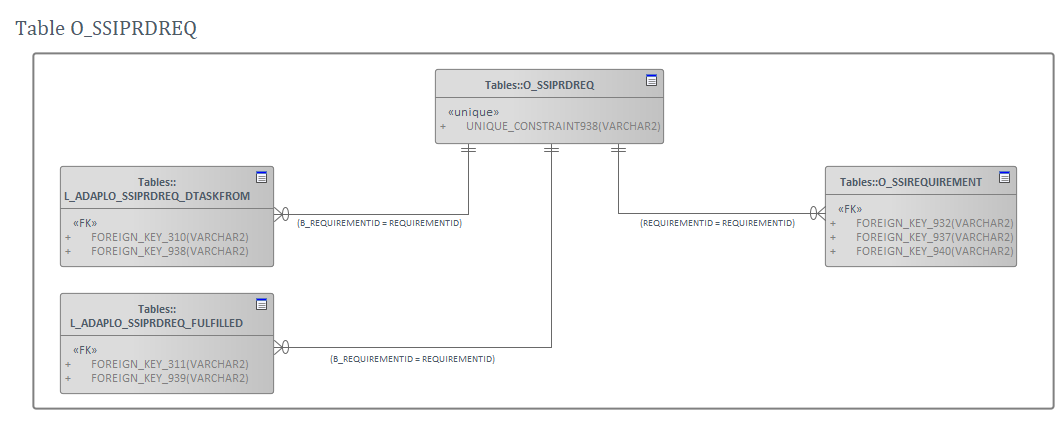 Table O_SSIPRDREQ
Tables::O_SSIPRDREQ
«unique»
+ UNIQUE_CONSTRAINT938(VARCHAR2)
Tables::
L_ADAPLO_SSIPRDREQ_DTASKFROM
«FK»
+ FOREIGN_KEY_310(VARCHAR2)
+ FOREIGN_KEY_938(VARCHAR2)
(B_REQUIREMENTID = REQUIREMENTID)
(REQUIREMENTID = REQUIREMENTID)
Tables::O_SSIREQUIREMENT
«FK»
+ FOREIGN_KEY_932(VARCHAR2)
+ FOREIGN_KEY_937(VARCHAR2)
+ FOREIGN_KEY_940(VARCHAR2)
Tables::
L_ADAPLO_SSIPRDREQ_FULFILLED
«FK»
+ FOREIGN_KEY_311(VARCHAR2)
+ FOREIGN_KEY_939(VARCHAR2)
(B_REQUIREMENTID = REQUIREMENTID)